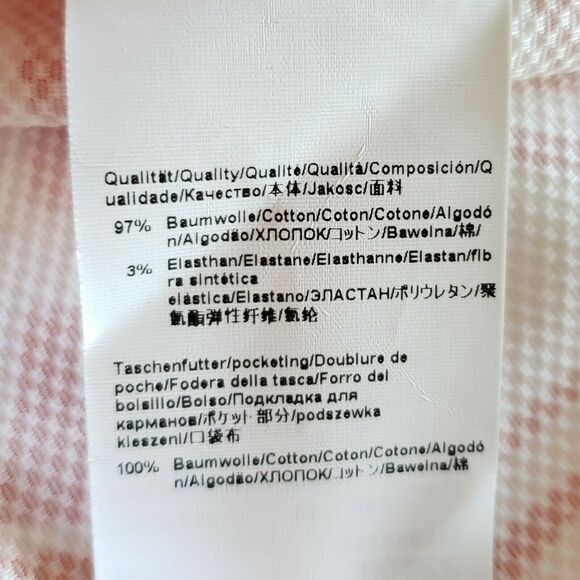 Qualität/Quality/Qualité/Qualità/Composición/Q
ualidade/Качество/本体/Jakosc/面料
97% Baumwolle/Cotton/Coton/Cotone/Algodó
n/Algodão/ХЛОПОК/コットン/Bawelna/棉/
3% Elasthan/Elastane/Elasthanne/Elastan/fib
ra sintética
elástica/Elastano/ЭЛАСТАН/ポリウレタン/聚
氨酯弹性纤维/氨纶
Taschenfutter/pocketing/Doublure de
poche/Fodera della tasca/Forro del
bolsillo/Bolso/Подкладка для
карманов/ポケット部分/podszewka
kieszeni/口袋布
100% Baumwolle/Cotton/Coton/Cotone/Algodó
n/Algodão/ХЛОПОК/コットン/Bawelna/棉